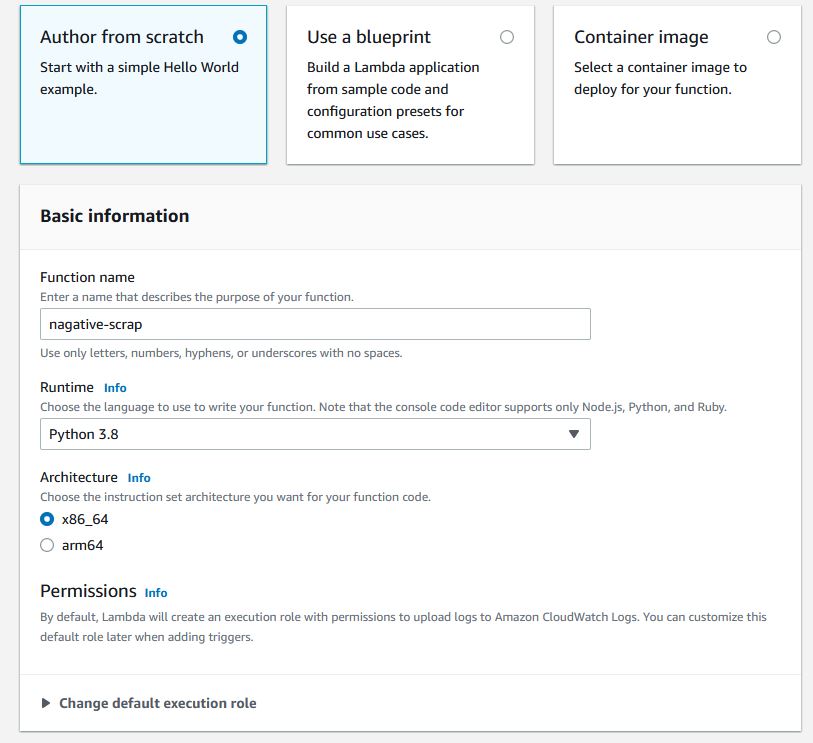 Author from scratch
Start with a simple Hello World
example.
Use a blueprint
Build a Lambda application
from sample code and
configuration presets for
common use cases.
Container image
Select a container image to
deploy for your function.
Basic information
Function name
Enter a name that describes the purpose of your function.
nagative-scrap
Use only letters, numbers, hyphens, or underscores with no spaces.
Runtime Info
Choose the language to use to write your function. Note that the console code editor supports only Node.js, Python, and Ruby.
Python 3.8
Architecture Info
Choose the instruction set architecture you want for your function code.
x86_64
arm64
Permissions Info
By default, Lambda will create an execution role with permissions to upload logs to Amazon CloudWatch Logs. You can customize this
default role later when adding triggers.
Change default execution role